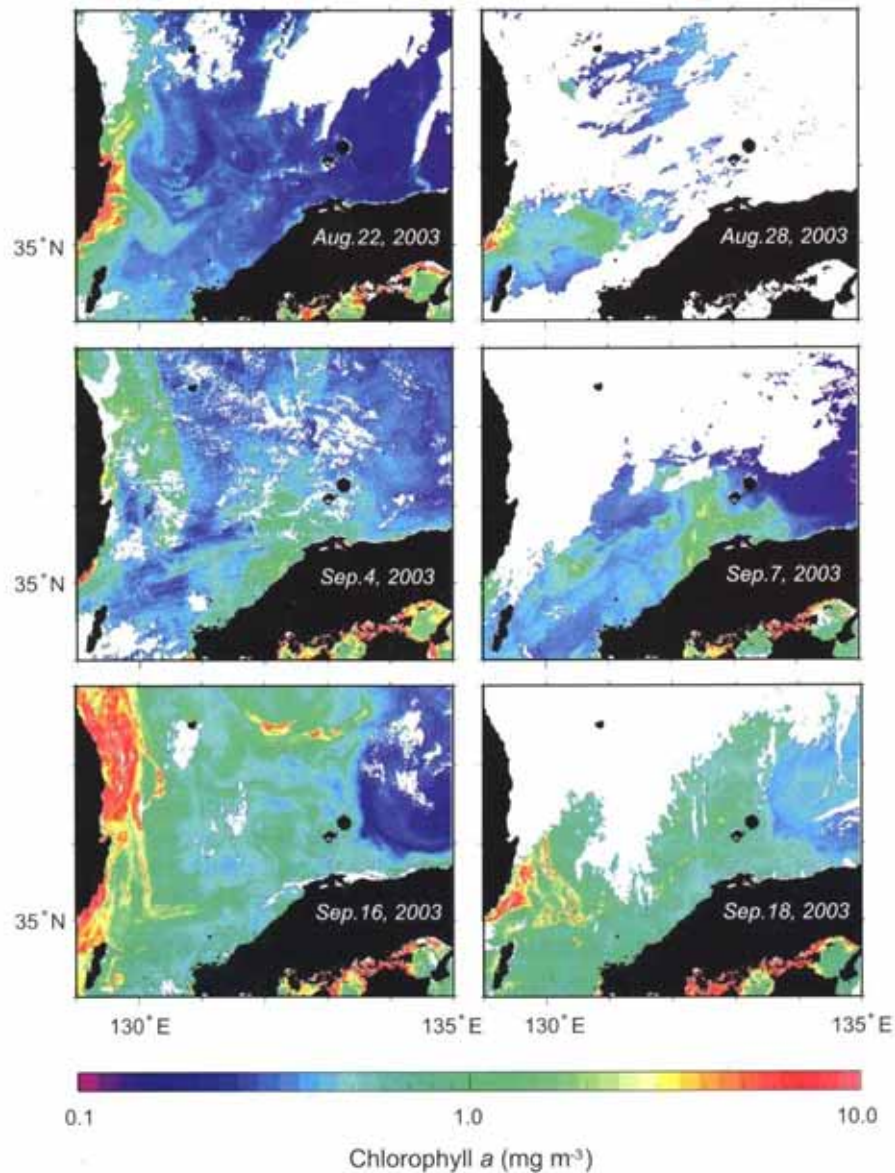 35°N
Aug.22, 2003
Aug.28, 2003
35°N
Sep.4, 2003
Sep.7, 2003
35°N
Sep.16, 2003
Sep.18, 2003
130°E
135°E
130°E
135°E
0.1
1.0
10.0
Chlorophyll a (mg m⁻³)